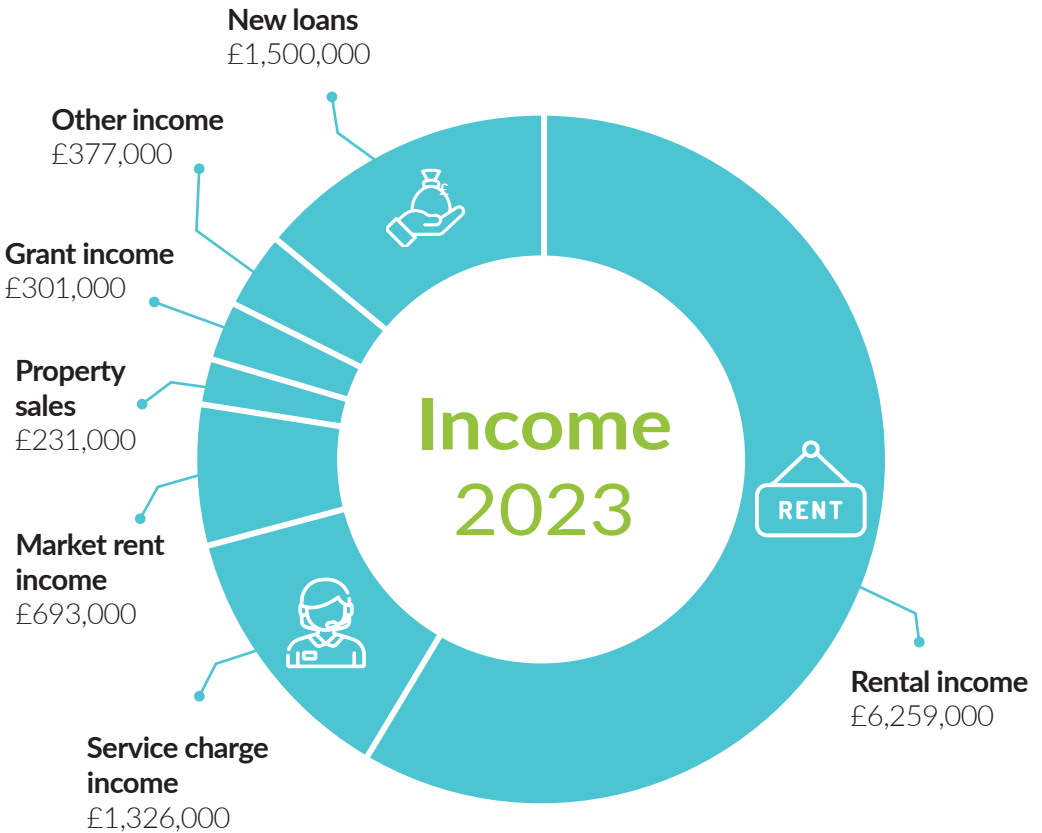 New loans
£1,500,000
Other income
£377,000
Grant income
£301,000
Property
sales
£231,000
Market rent
income
£693,000
Service charge
income
£1,326,000
Rental income
£6,259,000
RENT
£
Income
2023